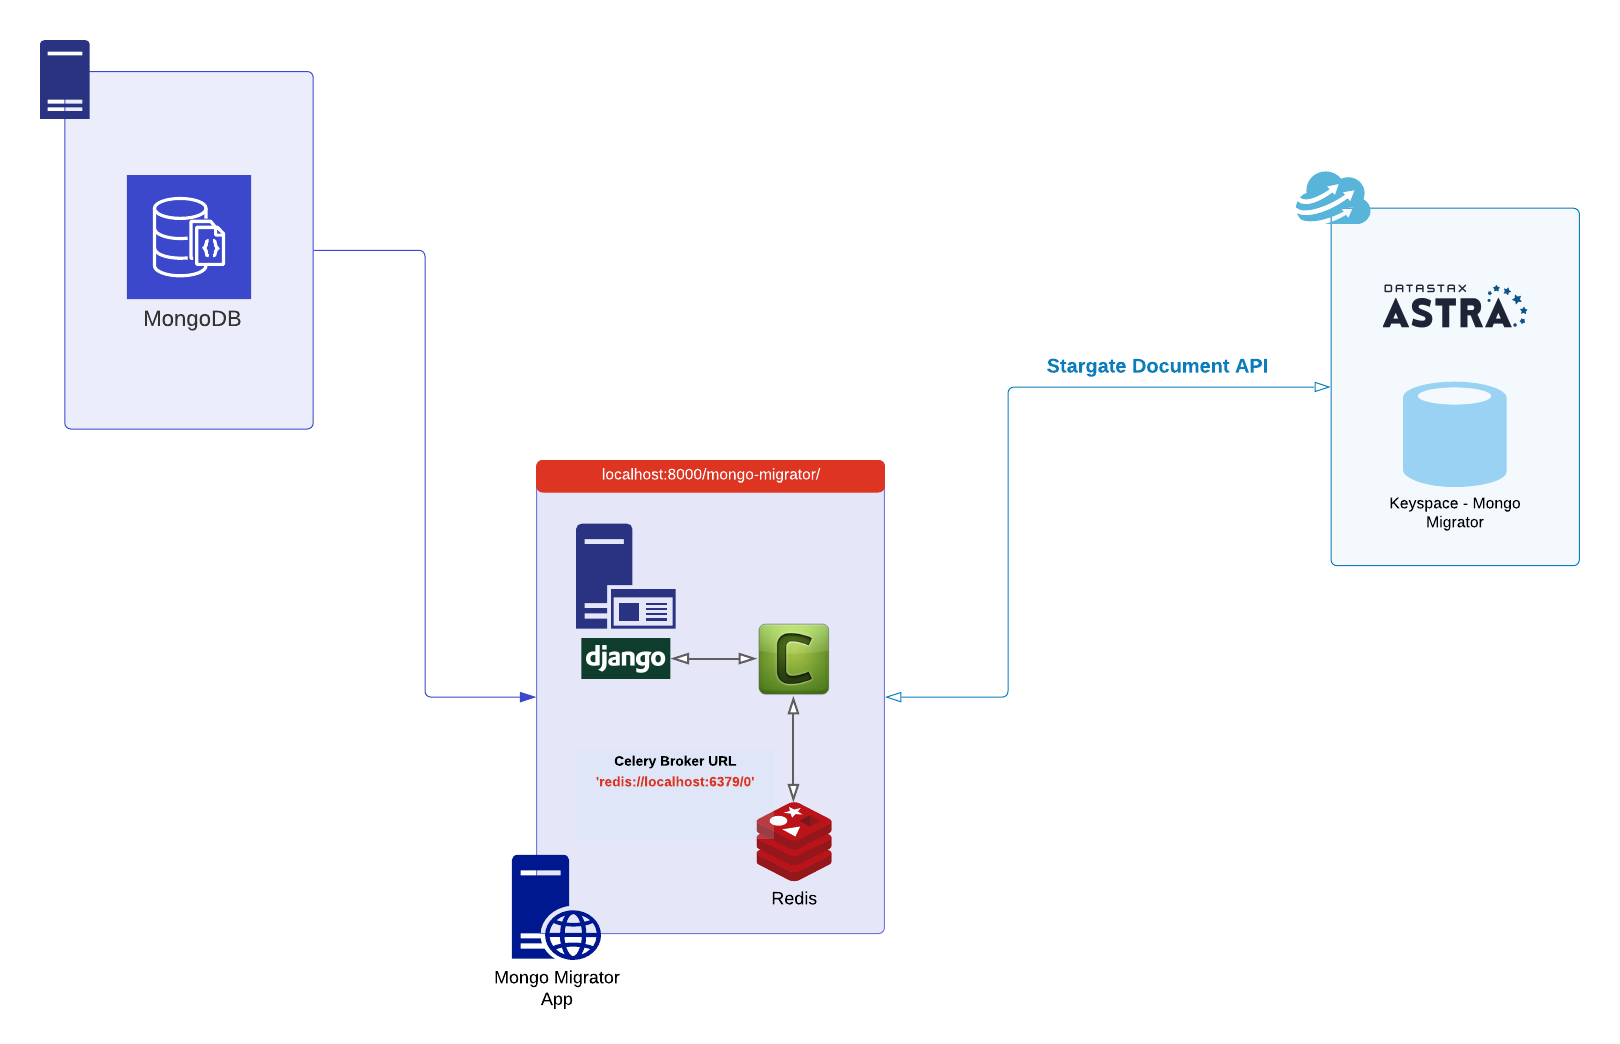 MongoDB
DATASTAX
ASTRA
Stargate Document API
Keyspace - Mongo
Migrator
localhost:8000/mongo-migrator/
django
C
Celery Broker URL
'redis://localhost:6379/0'
Redis
Mongo Migrator
App